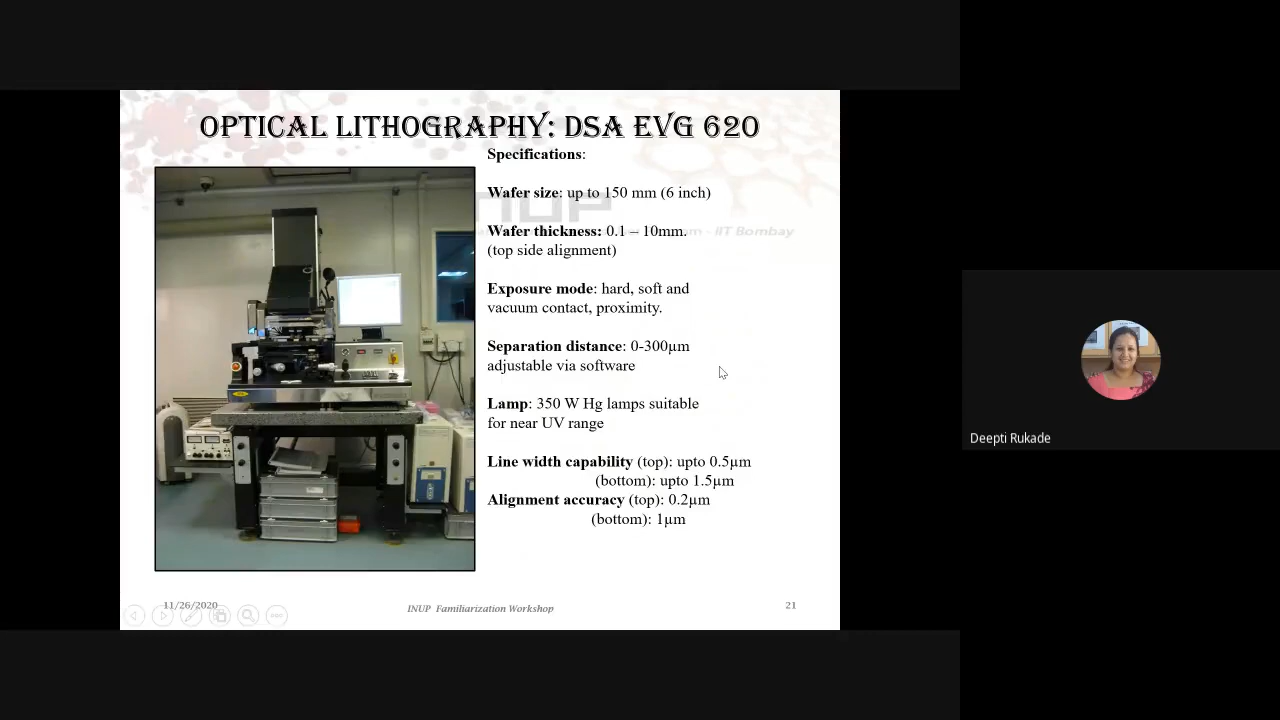 OPTICAL LITHOGRAPHY: DSA EVG 620
Specifications:
Wafer size: up to 150 mm (6 inch)
INUP
Wafer thickness: 0.1 – 10mm.
m - IIT Bombay
(top side alignment)
Exposure mode: hard, soft and
vacuum contact, proximity.
Separation distance: 0-300µm
adjustable via software
Lamp: 350 W Hg lamps suitable
for near UV range
Line width capability (top): upto 0.5µm
(bottom): upto 1.5µm
Alignment accuracy (top): 0.2µm
(bottom): 1µm
11/26/2020
INUP Familiarization Workshop
21
Deepti Rukade